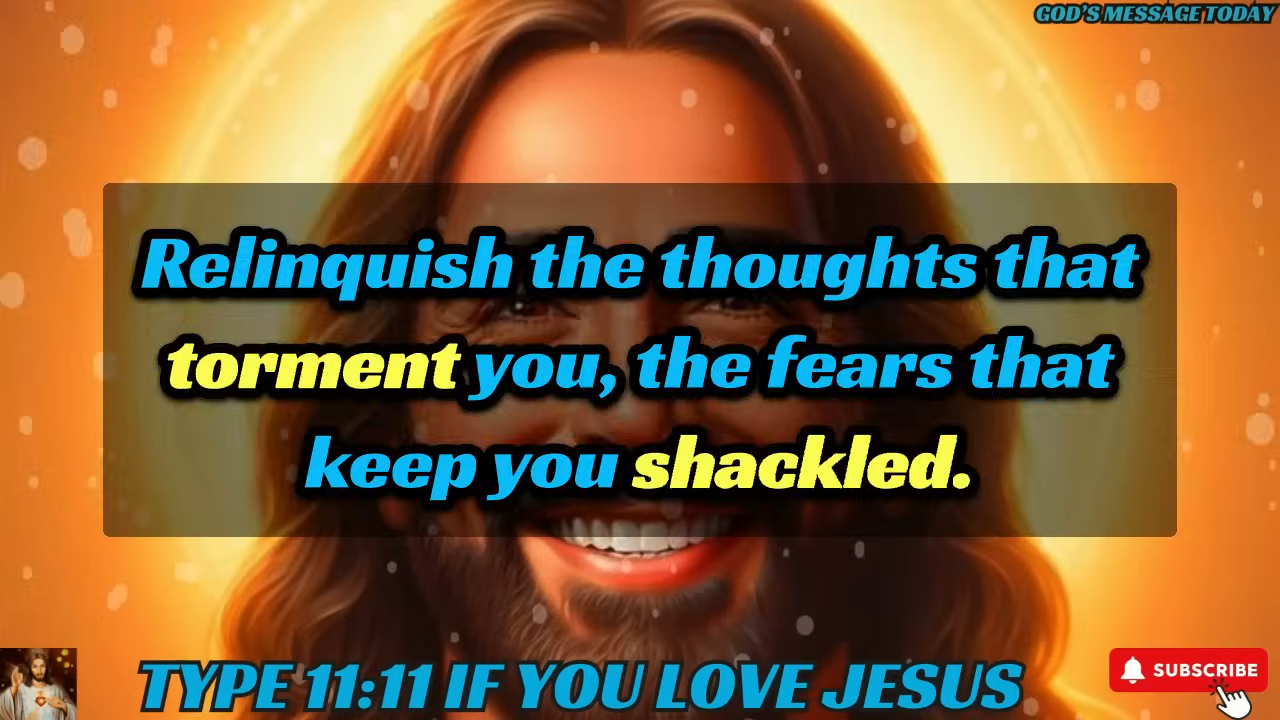 GOD'S MESSAGE TODAY
Relinquish the thoughts that
torment you, the fears that
keep you shackled.
TYPE 11:11 IF YOU LOVE JESUS
SUBSCRIBE